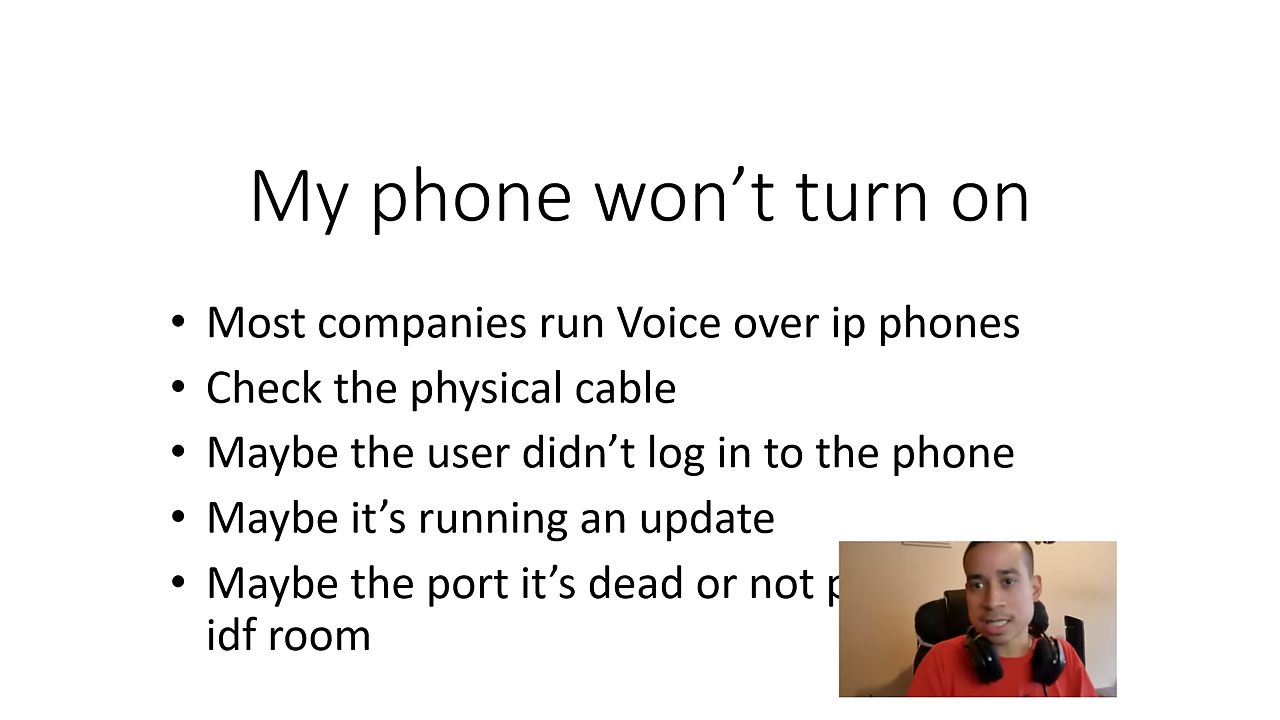 My phone won’t turn on
• Most companies run Voice over ip phones
• Check the physical cable
• Maybe the user didn’t log in to the phone
• Maybe it’s running an update
• Maybe the port it’s dead or not
idf room